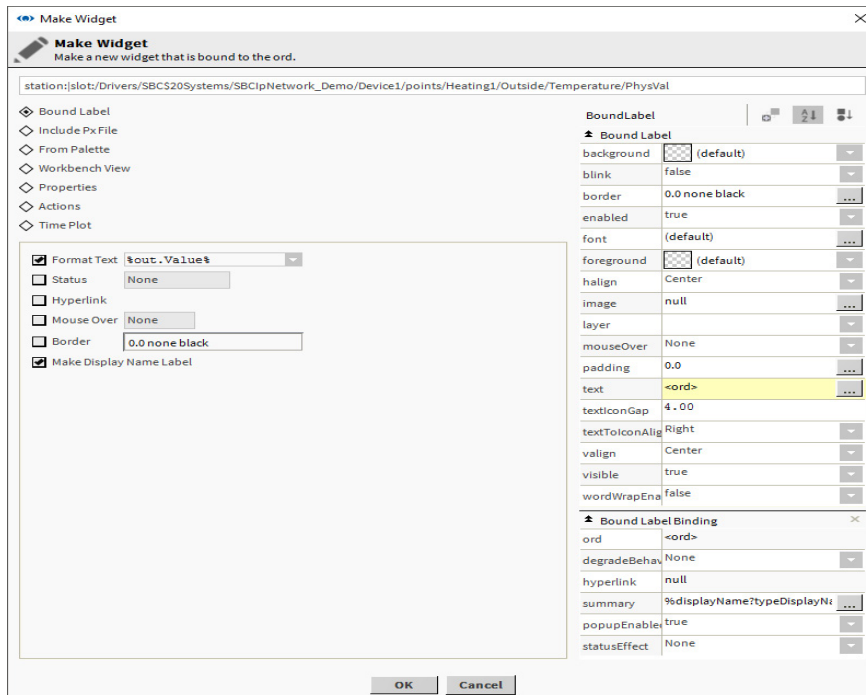 Make Widget
Make Widget
Make a new widget that is bound to the ord.
station:|slot:/Drivers/SBC$20Systems/SBCIpNetwork_Demo/Device1/points/Heating1/Outside/Temperature/PhysVal
Bound Label
Include Px File
From Palette
Workbench View
Properties
Actions
Time Plot
Format Text %out.Value%
Status None
Hyperlink
Mouse Over None
Border 0.0 none black
Make Display Name Label
BoundLabel
Bound Label
background (default)
blink false
border 0.0 none black ...
enabled true
font (default) ...
foreground (default)
halign Center
image null ...
layer
mouseOver None
padding 0.0 ...
text <ord> ...
textIconGap 4.00
textToIconAlig Right
valign Center
visible true
wordWrapEna false
Bound Label Binding
ord <ord>
degradeBehav None
hyperlink null
summary %displayName?typeDisplayNa ...
popupEnable true
statusEffect None
OK Cancel